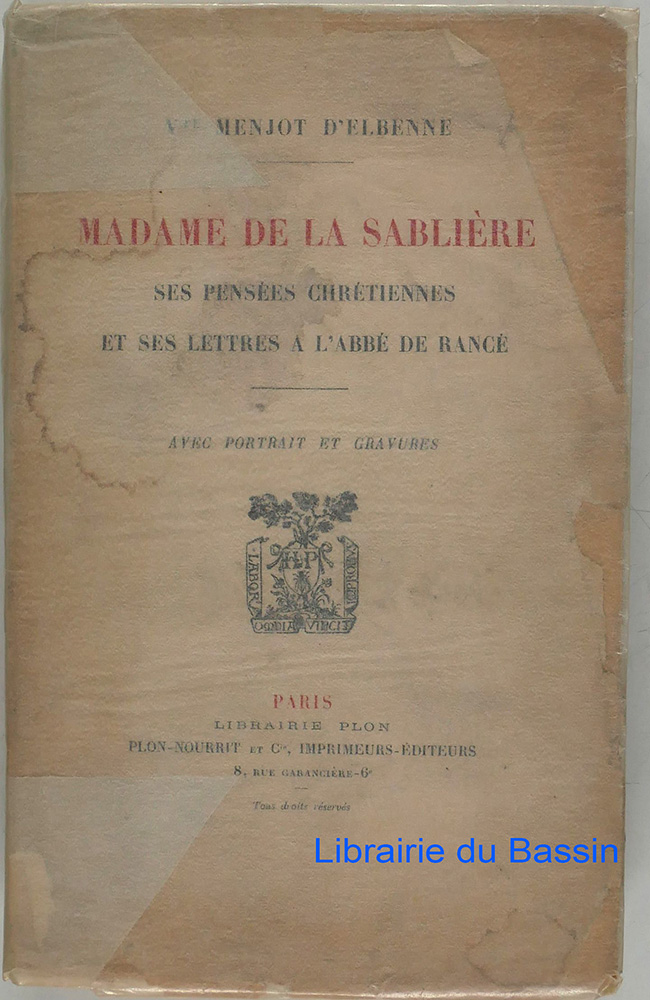 Vte MENJOT D'ELBENNE
MADAME DE LA SABLIÈRE
SES PENSÉES CHRÉTIENNES
ET SES LETTRES A L'ABBÉ DE RANCÉ
AVEC PORTRAIT ET GRAVURES
H P
LABOR
OMNIA VINCIT
IMPROBVS
PARIS
LIBRAIRIE PLON
PLON-NOURRIT ET Cie, IMPRIMEURS-ÉDITEURS
8, RUE GARANCIÈRE-6e
Tous droits réservés
Librairie du Bassin